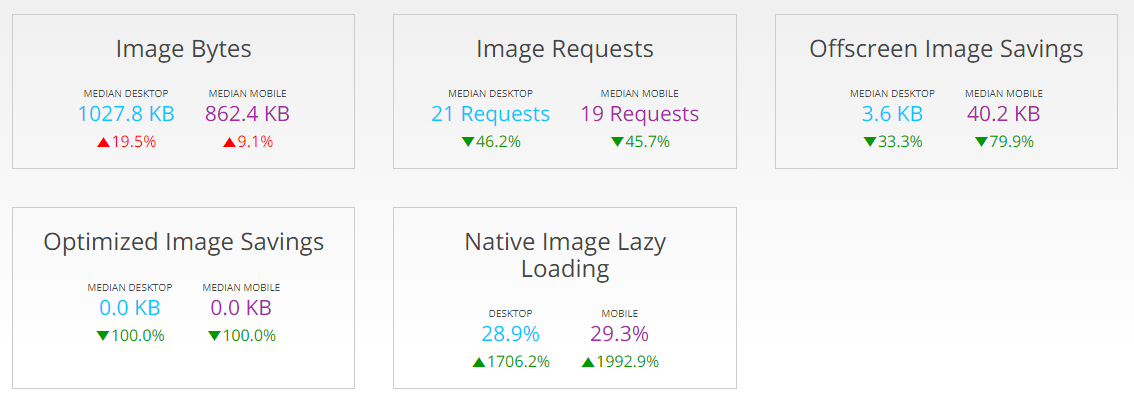 Image Bytes
MEDIAN DESKTOP MEDIAN MOBILE
1027.8 KB 862.4 KB
▲19.5% ▲9.1%
Image Requests
MEDIAN DESKTOP MEDIAN MOBILE
21 Requests 19 Requests
▼46.2% ▼45.7%
Offscreen Image Savings
MEDIAN DESKTOP MEDIAN MOBILE
3.6 KB 40.2 KB
▼33.3% ▼79.9%
Optimized Image Savings
MEDIAN DESKTOP MEDIAN MOBILE
0.0 KB 0.0 KB
▼100.0% ▼100.0%
Native Image Lazy
Loading
DESKTOP MOBILE
28.9% 29.3%
▲1706.2% ▲1992.9%